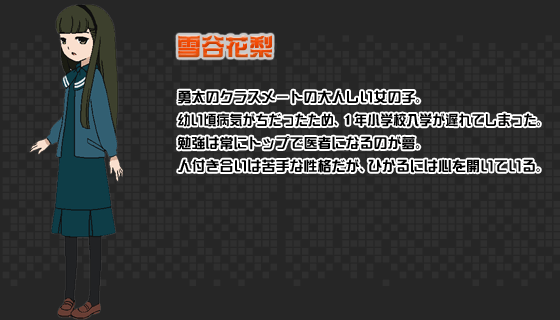 雪谷花梨
勇太のクラスメートの大人しい女の子。
幼い頃病気がちだったため、1年小学校入学が遅れてしまった。
勉強は常にトップで医者になるのが夢。
人付き合いは苦手な性格だが、ひかるには心を開いている。